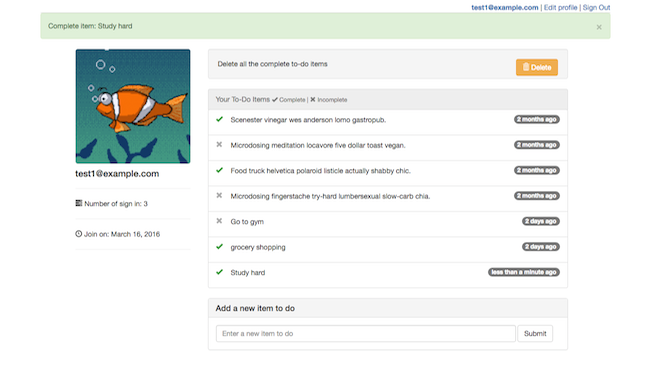 test1@example.com | Edit profile | Sign Out
Complete item: Study hard ×
Delete all the complete to-do items
Delete
Your To-Do Items ✔ Complete | ✖ Incomplete
✔ Scenester vinegar wes anderson lomo gastropub. 2 months ago
✖ Microdosing meditation locavore five dollar toast vegan. 2 months ago
✔ Food truck helvetica polaroid listicle actually shabby chic. 2 months ago
✖ Microdosing fingerstache try-hard lumbersexual slow-carb chia. 2 months ago
✖ Go to gym 2 days ago
✔ grocery shopping 2 days ago
✔ Study hard less than a minute ago
test1@example.com
Number of sign in: 3
Join on: March 16, 2016
Add a new item to do
Enter a new item to do
Submit